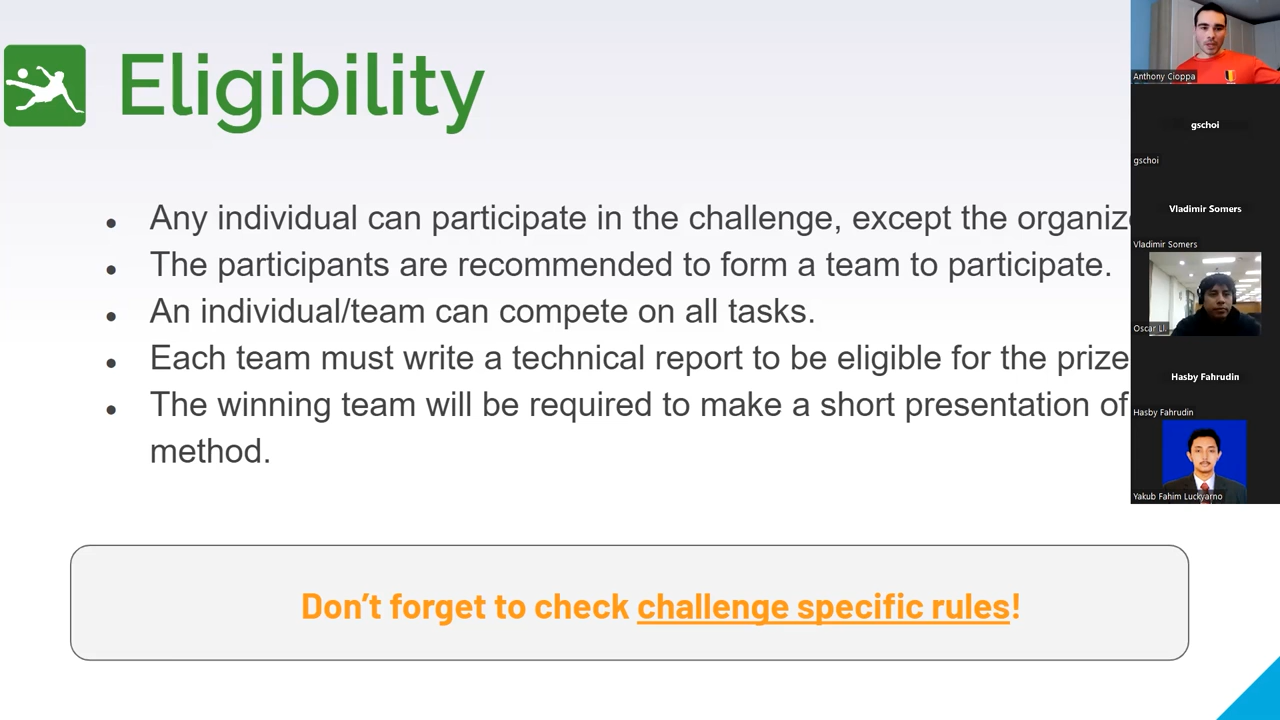 Eligibility
Any individual can participate in the challenge, except the
The participants are recommended to form a team to participate.
An individual/team can compete on all tasks.
Each team must write a technical report to be eligible for the prize
The winning team will be required to make a short presentation of
method.
Don’t forget to check challenge specific rules!
Anthony Cioppa
gschoi
gschoi
Vladimir Somers
Vladimir Somers
Oscar Ll.
Hasby Fahrudin
Hasby Fahrudin
Yakub Fahim Luckyarno